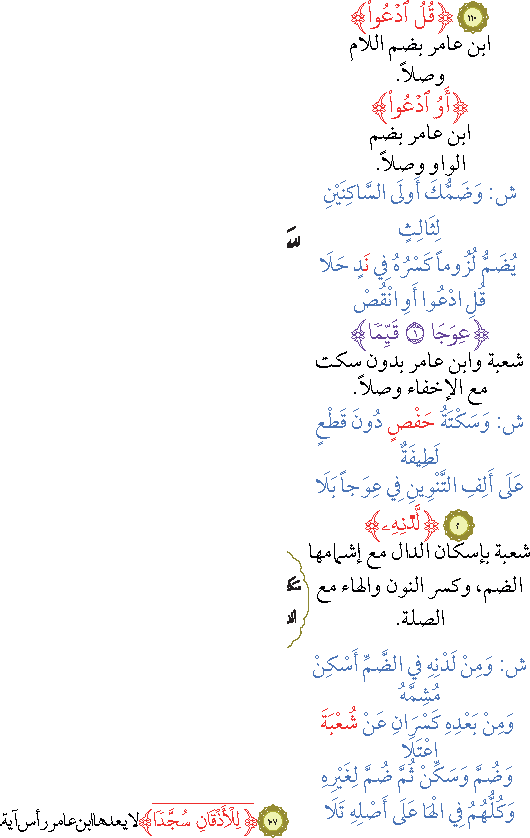 ١١٠ ﴿قُلُ ٱدۡعُواْ﴾
ابن عامر بضم اللام
وصلاً.
﴿أَوُ ٱدۡعُواْ﴾
ابن عامر بضم
الواو وصلاً.
ش: وَضَمُّكَ أَولَى السَّاكِنَيْنِ
لِثَالِثٍ
يُضَمُّ لُزُوماً كَسْرُهُ فِي نَدٍ حَلَا
قُلِ ادْعُوا أَوِ انْقُصْ
﴿عِوَجَا ١ قَيِّمٗا﴾
شعبة وابن عامر بدون سكت
مع الإخفاء وصلاً.
ش: وَسَكْتَةُ حَفْصٍ دُونَ قَطْعٍ
لَطِيفَةٌ
عَلَى أَلِفِ التَّنْوِينِ فِي عِوَجاً بَلَا
٢ ﴿لَّدۡنِهِۦ﴾
شعبة بإسكان الدال مع إشمامها
الضم، وكسر النون والهاء مع
الصلة.
ش: وَمِنْ لَدْنِهِ فِي الضَّمِّ أَسْكِنْ
مُشِمَّهُ
وَمِنْ بَعْدِهِ كَسْرَانِ عَنْ شُعْبَةَ
اعْتَلَا
وَضُمَّ وَسَكِّنْ ثُمَّ ضُمَّ لِغَيْرِهِ
وَكُلُّهُمُ فِي الْهَا عَلَى أَصْلِهِ تَلَا
١٠٧ ﴿لِلۡأَذۡقَانِ سُجَّدٗا﴾ لا يعدها ابن عامر رأس آية